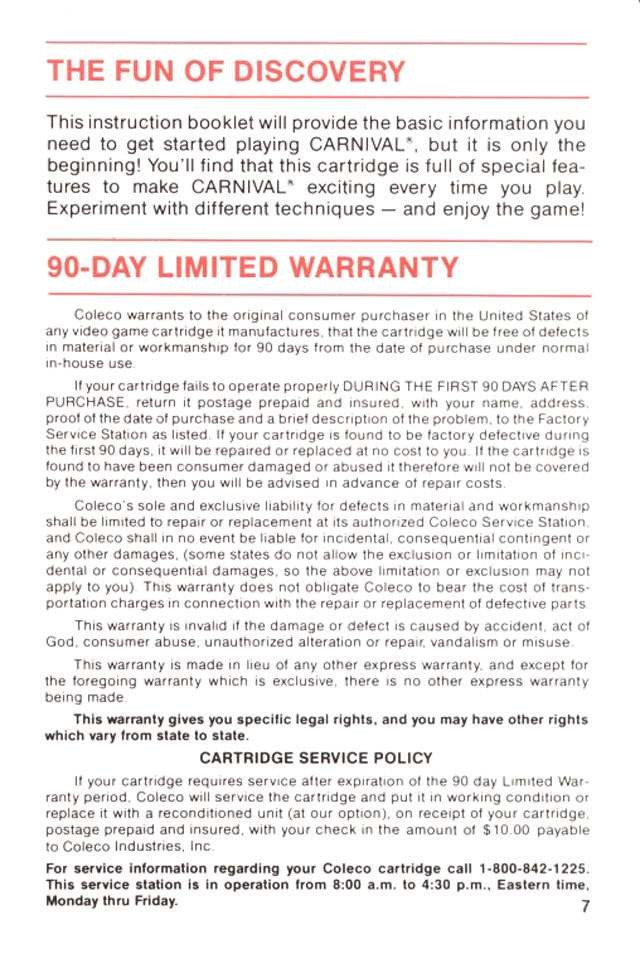 THE FUN OF DISCOVERY
This instruction booklet will provide the basic information you
need to get started playing CARNIVAL*, but it is only the
beginning! You'll find that this cartridge is full of special fea-
tures to make CARNIVAL* exciting every time you play.
Experiment with different techniques — and enjoy the game!
90-DAY LIMITED WARRANTY
Coleco warrants to the original consumer purchaser in the United States of
any video game cartridge it manufactures, that the cartridge will be free of defects
in material or workmanship for 90 days from the date of purchase under normal
in-house use.
If your cartridge fails to operate properly DURING THE FIRST 90 DAYS AFTER
PURCHASE, return it postage prepaid and insured, with your name, address,
proof of the date of purchase and a brief description of the problem, to the Factory
Service Station as listed. If your cartridge is found to be factory defective during
the first 90 days, it will be repaired or replaced at no cost to you. If the cartridge is
found to have been consumer damaged or abused it therefore will not be covered
by the warranty, then you will be advised in advance of repair costs.
Coleco's sole and exclusive liability for defects in material and workmanship
shall be limited to repair or replacement at its authorized Coleco Service Station,
and Coleco shall in no event be liable for incidental, consequential contingent or
any other damages, (some states do not allow the exclusion or limitation of inci-
dental or consequential damages, so the above limitation or exclusion may not
apply to you). This warranty does not obligate Coleco to bear the cost of trans-
portation charges in connection with the repair or replacement of defective parts.
This warranty is invalid if the damage or defect is caused by accident, act of
God, consumer abuse, unauthorized alteration or repair, vandalism or misuse.
This warranty is made in lieu of any other express warranty, and except for
the foregoing warranty which is exclusive, there is no other express warranty
being made.
This warranty gives you specific legal rights, and you may have other rights
which vary from state to state.
CARTRIDGE SERVICE POLICY
If your cartridge requires service after expiration of the 90 day Limited War-
ranty period, Coleco will service the cartridge and put it in working condition or
replace it with a reconditioned unit (at our option), on receipt of your cartridge,
postage prepaid and insured, with your check in the amount of $10.00 payable
to Coleco Industries, Inc.
For service information regarding your Coleco cartridge call 1-800-842-1225.
This service station is in operation from 8:00 a.m. to 4:30 p.m., Eastern time,
Monday thru Friday.
7